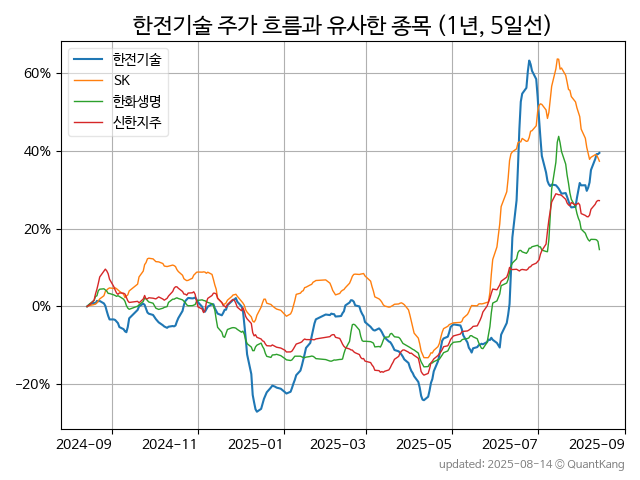 한전기술 주가 흐름과 유사한 종목 (1년, 5일선)
한전기술
SK
한화생명
신한지주
60%
40%
20%
0%
−20%
2024-09 2024-11 2025-01 2025-03 2025-05 2025-07 2025-09
updated: 2025-08-14 © QuantKang